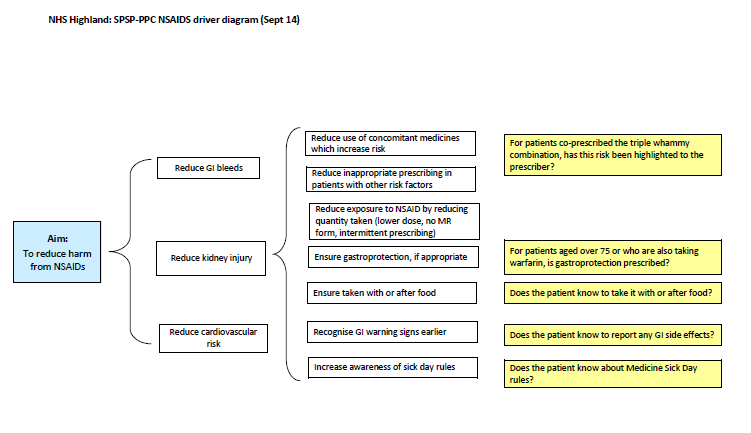 NHS Highland: SPSP-PPC NSAIDS driver diagram (Sept 14)
Aim:
To reduce harm
from NSAIDs
Reduce GI bleeds
Reduce kidney injury
Reduce cardiovascular
risk
Reduce use of concomitant medicines
which increase risk
Reduce inappropriate prescribing in
patients with other risk factors
Reduce exposure to NSAID by reducing
quantity taken (lower dose, no MR
form, intermittent prescribing)
Ensure gastroprotection, if appropriate
Ensure taken with or after food
Recognise GI warning signs earlier
Increase awareness of sick day rules
For patients co-prescribed the triple whammy
combination, has this risk been highlighted to the
prescriber?
For patients aged over 75 or who are also taking
warfarin, is gastroprotection prescribed?
Does the patient know to take it with or after food?
Does the patient know to report any GI side effects?
Does the patient know about Medicine Sick Day
rules?